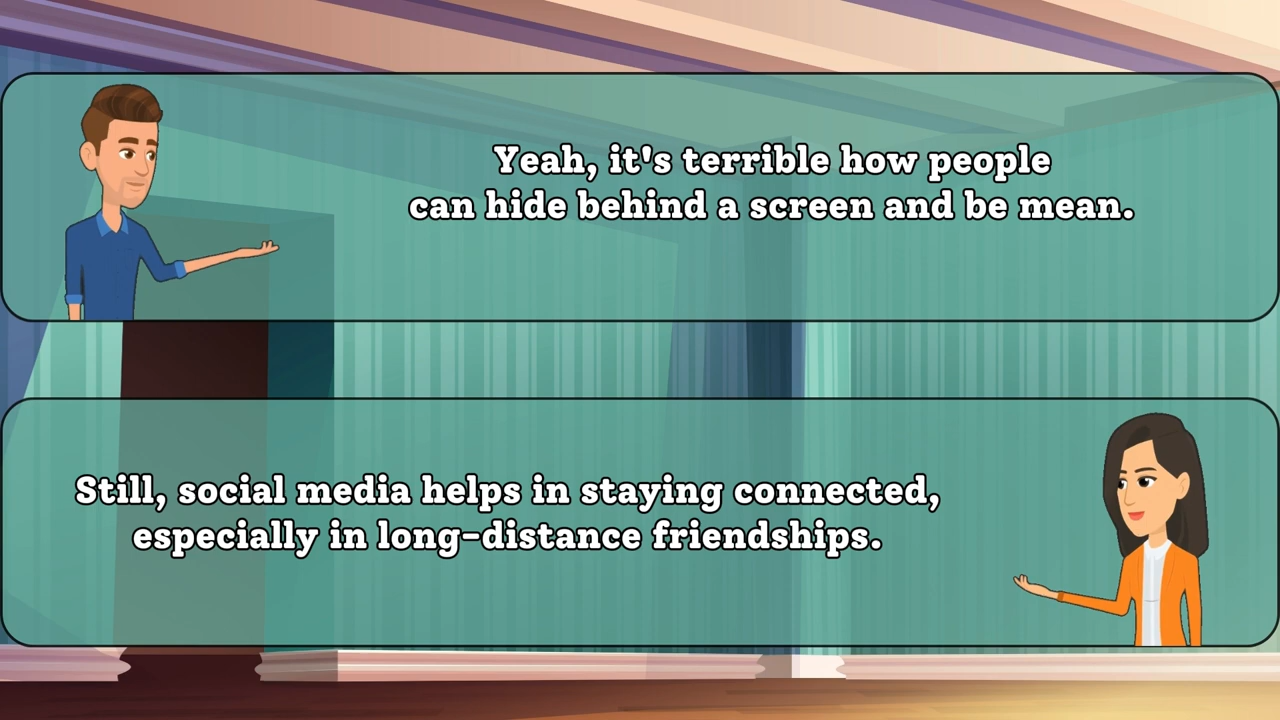 Yeah, it's terrible how people
can hide behind a screen and be mean.
Still, social media helps in staying connected,
especially in long-distance friendships.